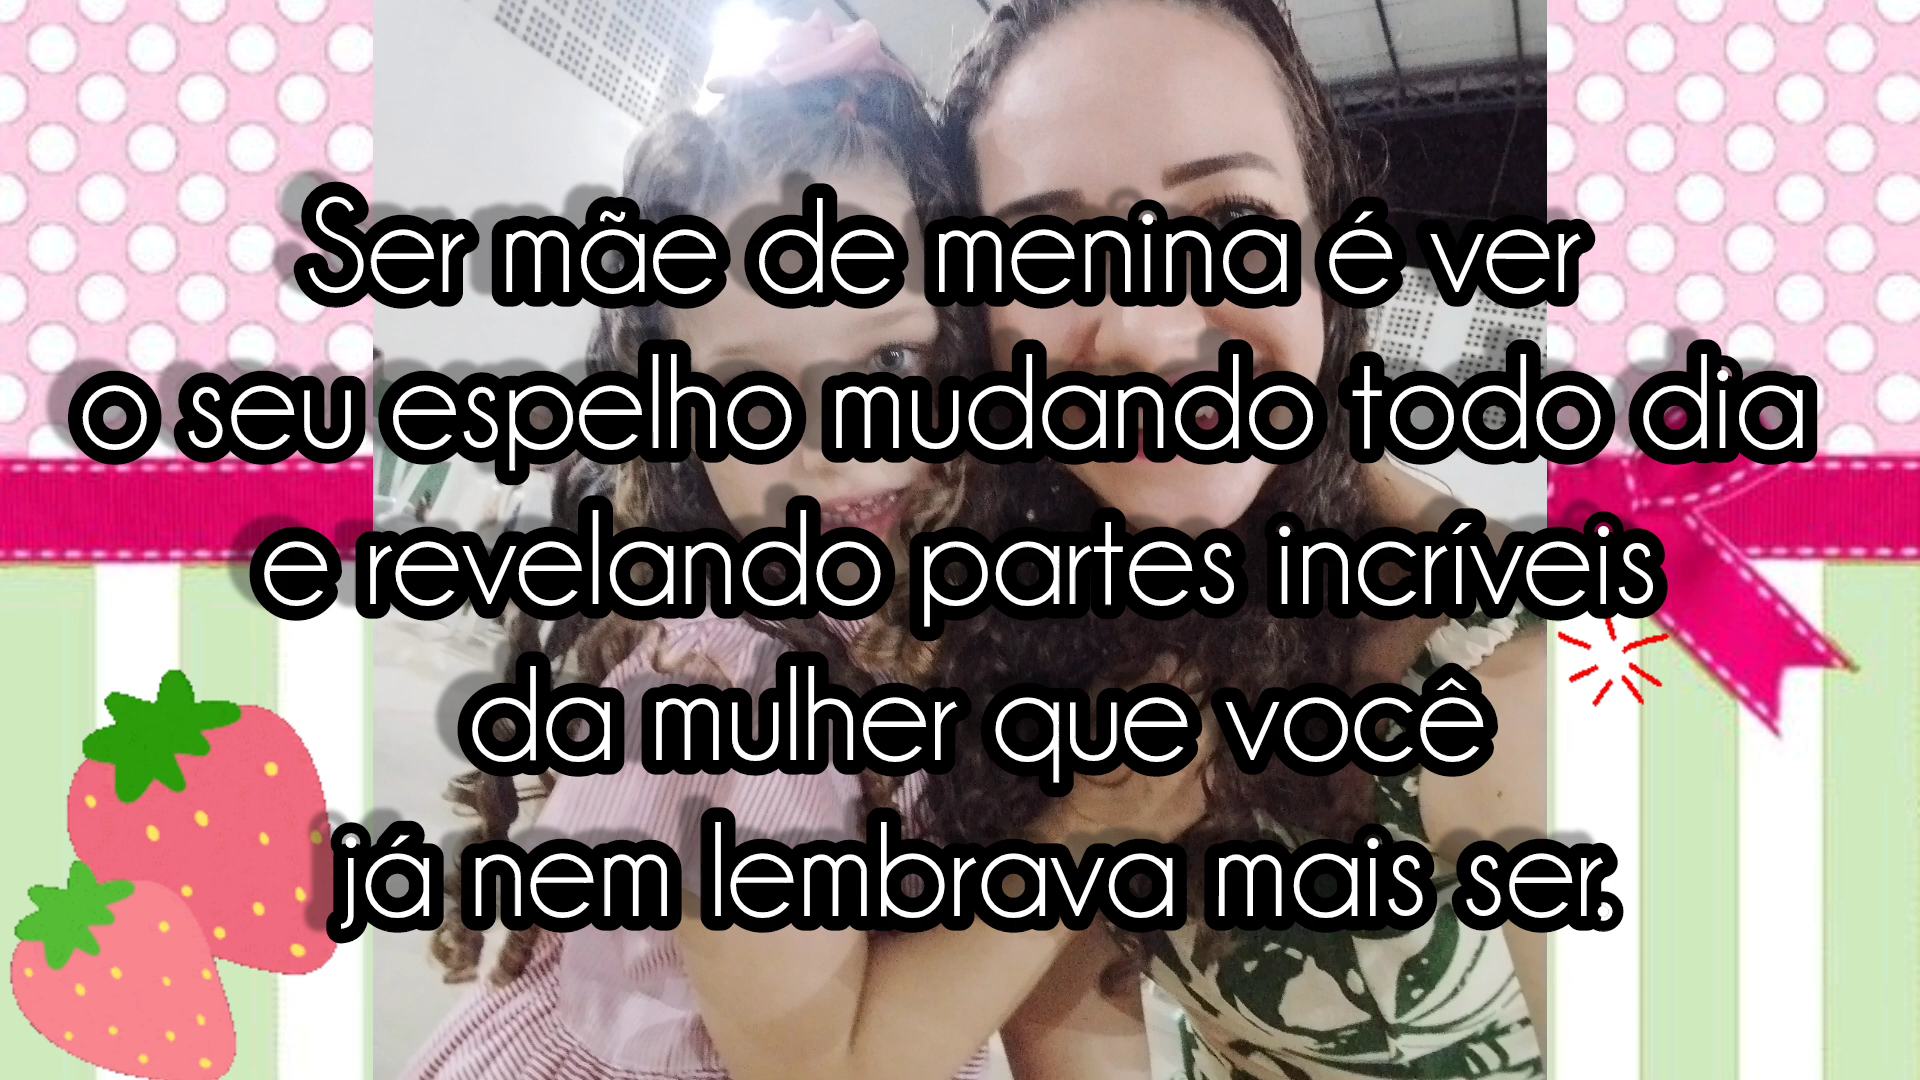 Ser mãe de menina é ver
o seu espelho mudando todo dia
e revelando partes incríveis
da mulher que você
já nem lembrava mais ser.